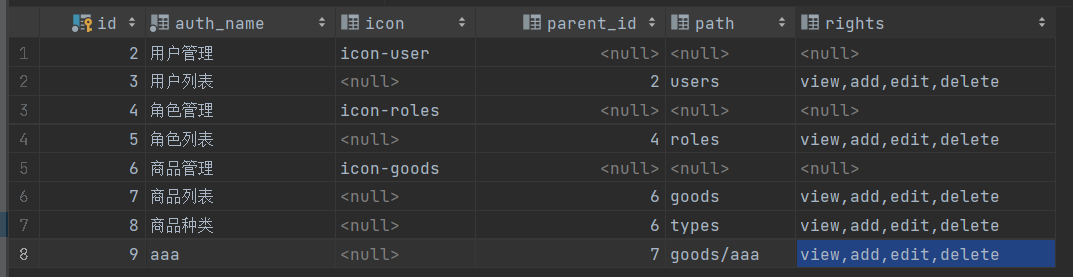 id auth_name icon parent_id path rights
1 2 用户管理 icon-user <null> <null> <null>
2 3 用户列表 <null> 2 users view,add,edit,delete
3 4 角色管理 icon-roles <null> <null> <null>
4 5 角色列表 <null> 4 roles view,add,edit,delete
5 6 商品管理 icon-goods <null> <null> <null>
6 7 商品列表 <null> 6 goods view,add,edit,delete
7 8 商品种类 <null> 6 types view,add,edit,delete
8 9 aaa <null> 7 goods/aaa view,add,edit,delete